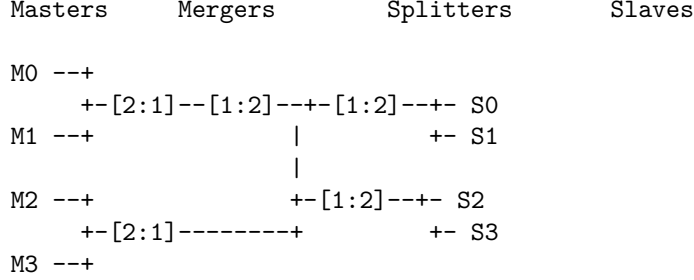 Masters     Mergers          Splitters       Slaves

M0 --+
     +-[2:1]--[1:2]--+-[1:2]--+- S0
M1 --+               |        +- S1
                     |
M2 --+               +-[1:2]--+- S2
     +-[2:1]--------+         +- S3
M3 --+